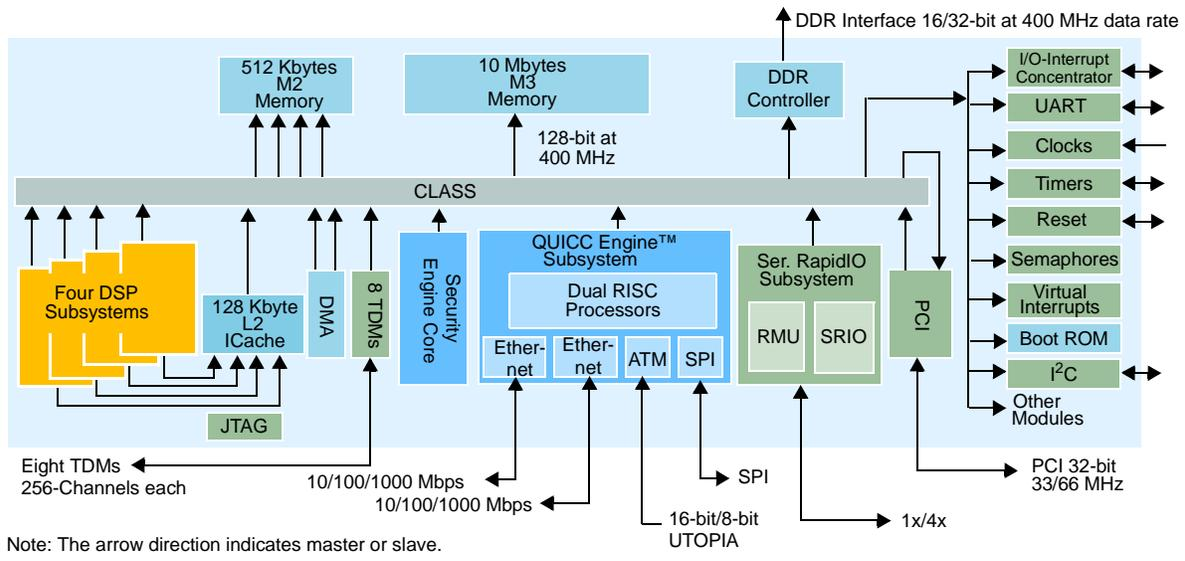 DDR Interface 16/32-bit at 400 MHz data rate
512 Kbytes
M2
Memory
10 Mbytes
M3
Memory
DDR
Controller
I/O-Interrupt
Concentrator
UART
128-bit at
400 MHz
Clocks
CLASS
Timers
Reset
Semaphores
Virtual
Interrupts
Boot ROM
I²C
Other
Modules
Four DSP
Subsystems
128 Kbyte
L2
ICache
DMA
8 TDMs
Security
Engine Core
QUICC Engine™
Subsystem
Dual RISC
Processors
Ether-
net
Ether-
net
ATM
SPI
Ser. RapidIO
Subsystem
RMU
SRIO
PCI
JTAG
Eight TDMs
256-Channels each
10/100/1000 Mbps
10/100/1000 Mbps
SPI
16-bit/8-bit
UTOPIA
1x/4x
PCI 32-bit
33/66 MHz
Note: The arrow direction indicates master or slave.